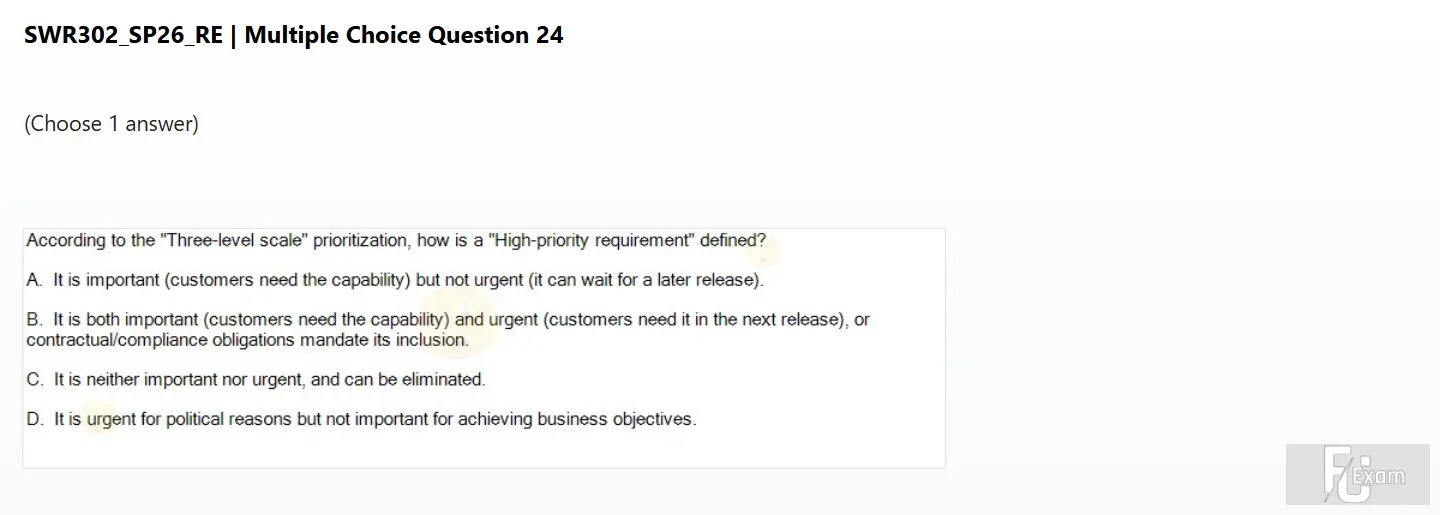 SWR302_SP26_RE | Multiple Choice Question 24
(Choose 1 answer)
According to the "Three-level scale" prioritization, how is a "High-priority requirement" defined?
A. It is important (customers need the capability) but not urgent (it can wait for a later release).
B. It is both important (customers need the capability) and urgent (customers need it in the next release), or
contractual/compliance obligations mandate its inclusion.
C. It is neither important nor urgent, and can be eliminated.
D. It is urgent for political reasons but not important for achieving business objectives.
FU Exam